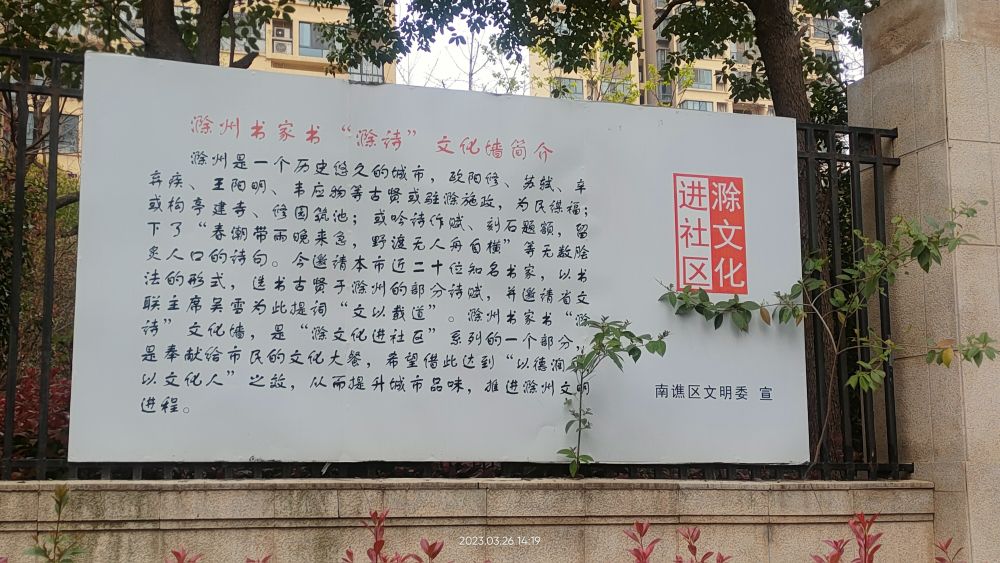 滁州书家书“滁诗”文化墙简介
滁州是一个历史悠久的城市，欧阳修、苏轼、辛
弃疾、王阳明、韦应物等古贤或驻滁施政，为民谋福；
或构亭建寺、修园筑池；或吟诗作赋、刻石题额，留
下了“春潮带雨晚来急，野渡无人舟自横”等无数脍
炙人口的诗句。今邀请本市近二十位知名书家，以书
法的形式，选书古贤于滁州的部分诗赋，并邀请省文
联主席吴雪为此提词“文以载道”。滁州书家书“滁
诗”文化墙，是“滁文化进社区”系列的一个部分，
是奉献给市民的文化大餐，希望借此达到“以德润
以文化人”之效，从而提升城市品味，推进滁州文明
进程。
滁文化
进社区
南谯区文明委 宣
2023.03.26 14:19